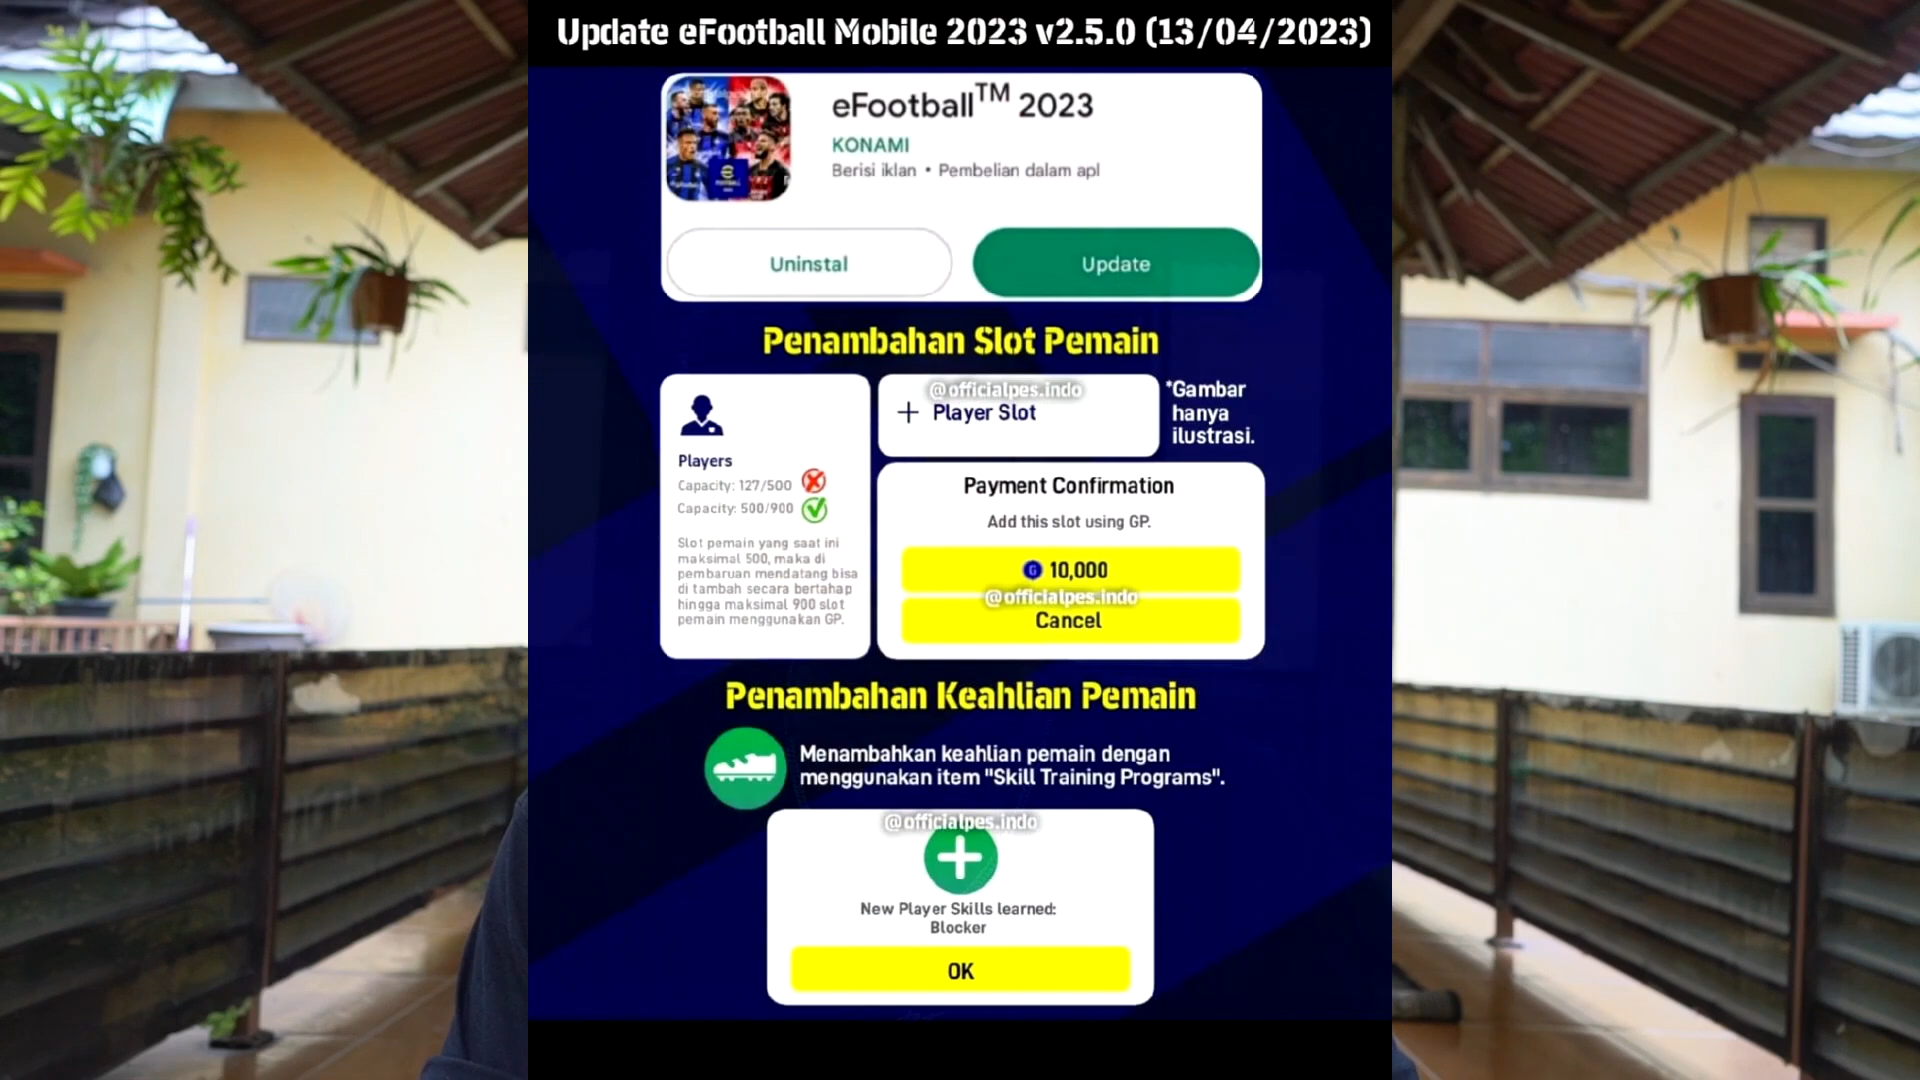 Update eFootball Mobile 2023 v2.5.0 (13/04/2023)
eFootball™ 2023
KONAMI
Berisi iklan • Pembelian dalam apl
Uninstal
Update
Penambahan Slot Pemain
Players
Capacity: 127/500
Capacity: 500/900
Slot pemain yang saat ini
maksimal 500, maka di
pembaruan mendatang bisa
di tambah secara bertahap
hingga maksimal 900 slot
pemain menggunakan GP.
@officialpes.indo
+ Player Slot
*Gambar
hanya
ilustrasi.
Payment Confirmation
Add this slot using GP.
G 10,000
@officialpes.indo
Cancel
Penambahan Keahlian Pemain
Menambahkan keahlian pemain dengan
menggunakan item "Skill Training Programs".
@officialpes.indo
New Player Skills learned:
Blocker
OK